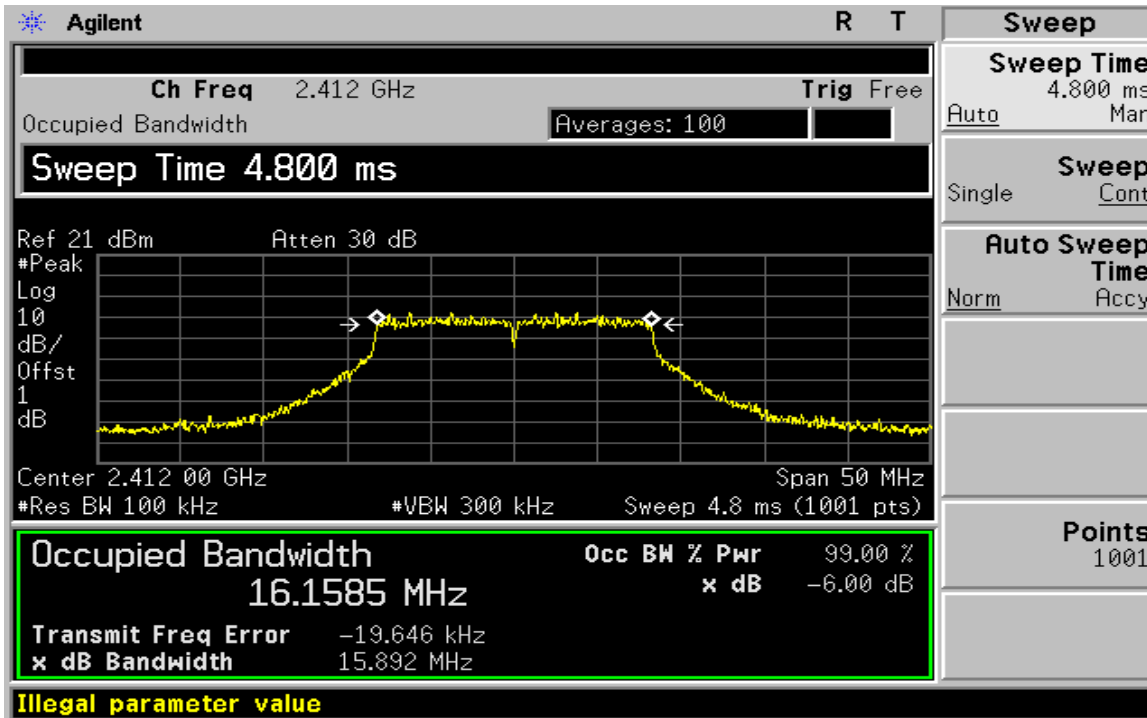 Agilent R T
Ch Freq 2.412 GHz Trig Free
Occupied Bandwidth Averages: 100
Sweep Time 4.800 ms
Ref 21 dBm Atten 30 dB
#Peak
Log
10
dB/
Offst
1
dB
Center 2.412 00 GHz Span 50 MHz
#Res BW 100 kHz #VBW 300 kHz Sweep 4.8 ms (1001 pts)
Occupied Bandwidth Occ BW % Pwr 99.00 %
16.1585 MHz x dB -6.00 dB
Transmit Freq Error -19.646 kHz
x dB Bandwidth 15.892 MHz
Illegal parameter value
Sweep
Sweep Time
4.800 ms
Auto Man
Sweep
Single Cont
Auto Sweep
Time
Norm Accy
Points
1001